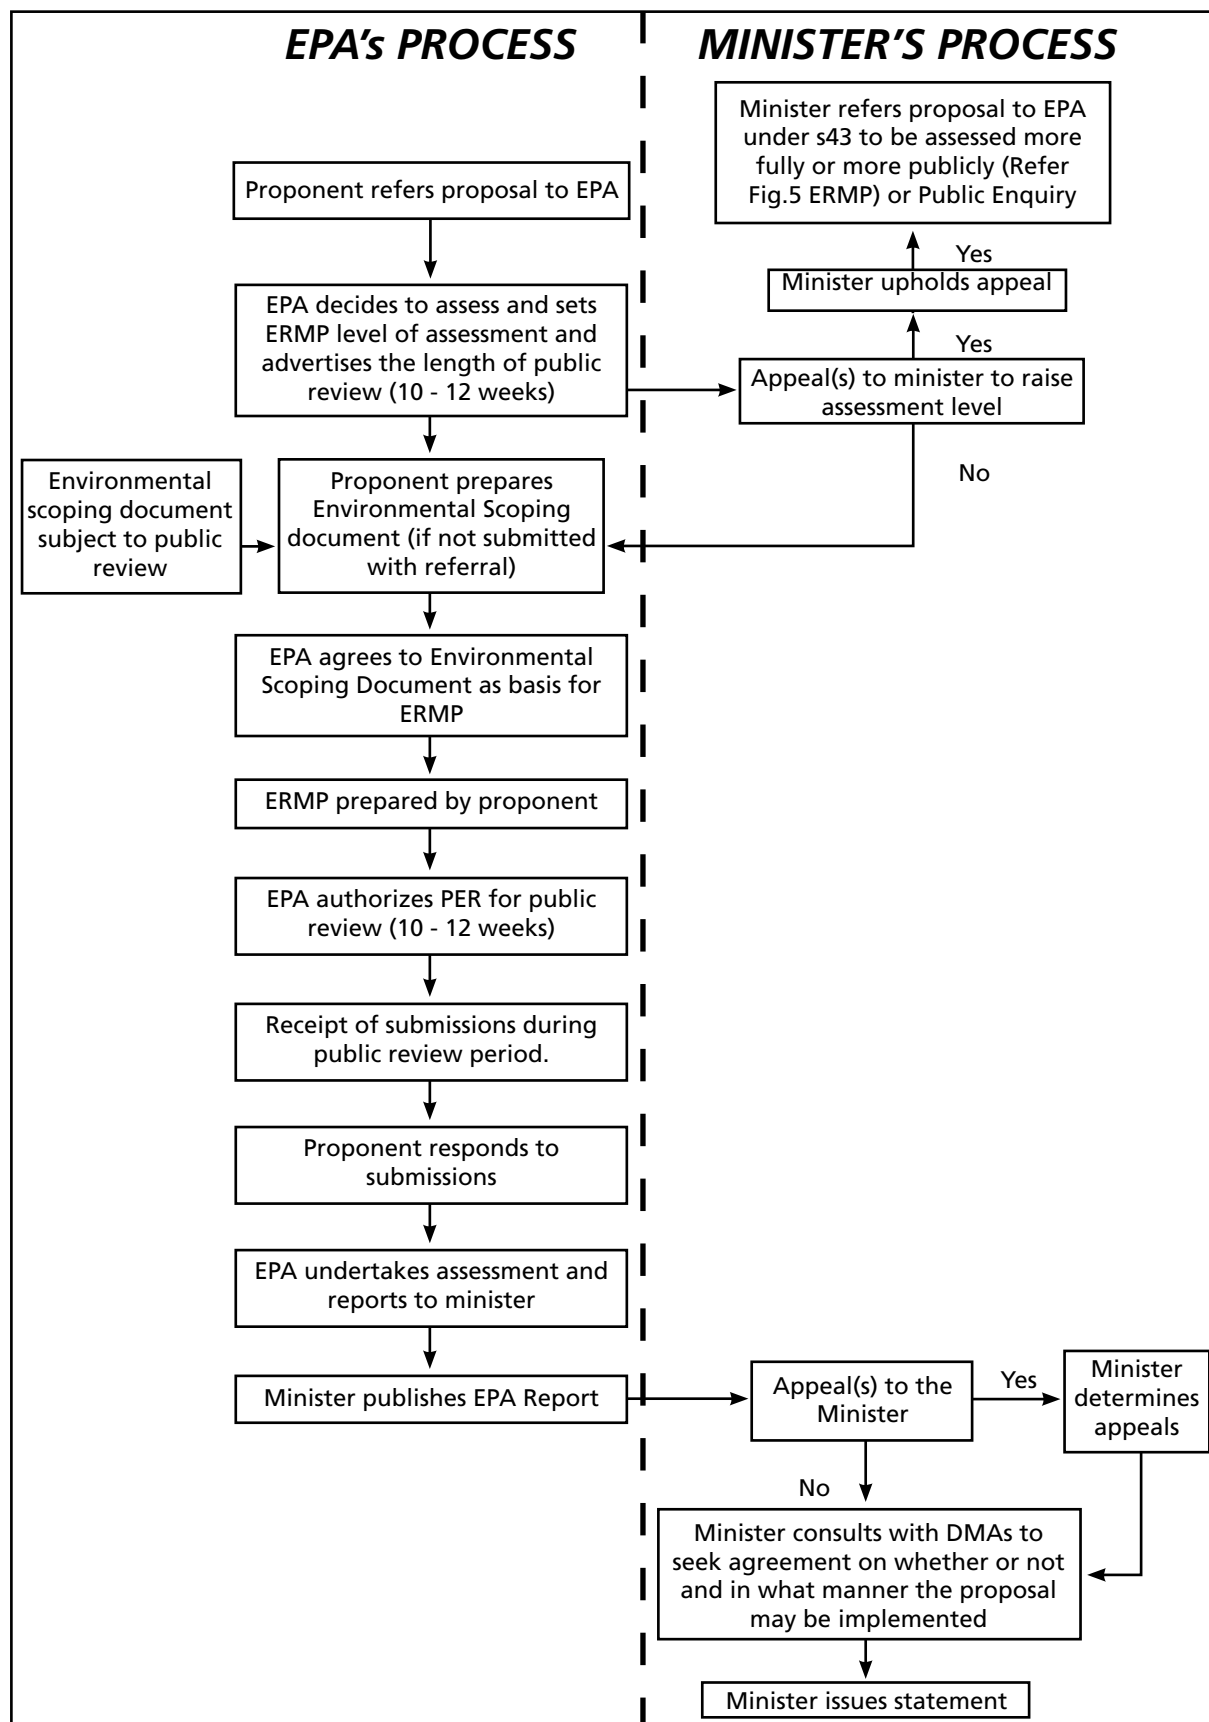 EPA's PROCESS
MINISTER'S PROCESS
Minister refers proposal to EPA
under s43 to be assessed more
fully or more publicly (Refer
Fig.5 ERMP) or Public Enquiry
Yes
Minister upholds appeal
Yes
Appeal(s) to minister to raise
assessment level
No
Proponent refers proposal to EPA
EPA decides to assess and sets
ERMP level of assessment and
advertises the length of public
review (10 - 12 weeks)
Environmental
scoping document
subject to public
review
Proponent prepares
Environmental Scoping
document (if not submitted
with referral)
EPA agrees to Environmental
Scoping Document as basis for
ERMP
ERMP prepared by proponent
EPA authorizes PER for public
review (10 - 12 weeks)
Receipt of submissions during
public review period.
Proponent responds to
submissions
EPA undertakes assessment and
reports to minister
Minister publishes EPA Report
Appeal(s) to the
Minister
Yes
Minister
determines
appeals
No
Minister consults with DMAs to
seek agreement on whether or not
and in what manner the proposal
may be implemented
Minister issues statement